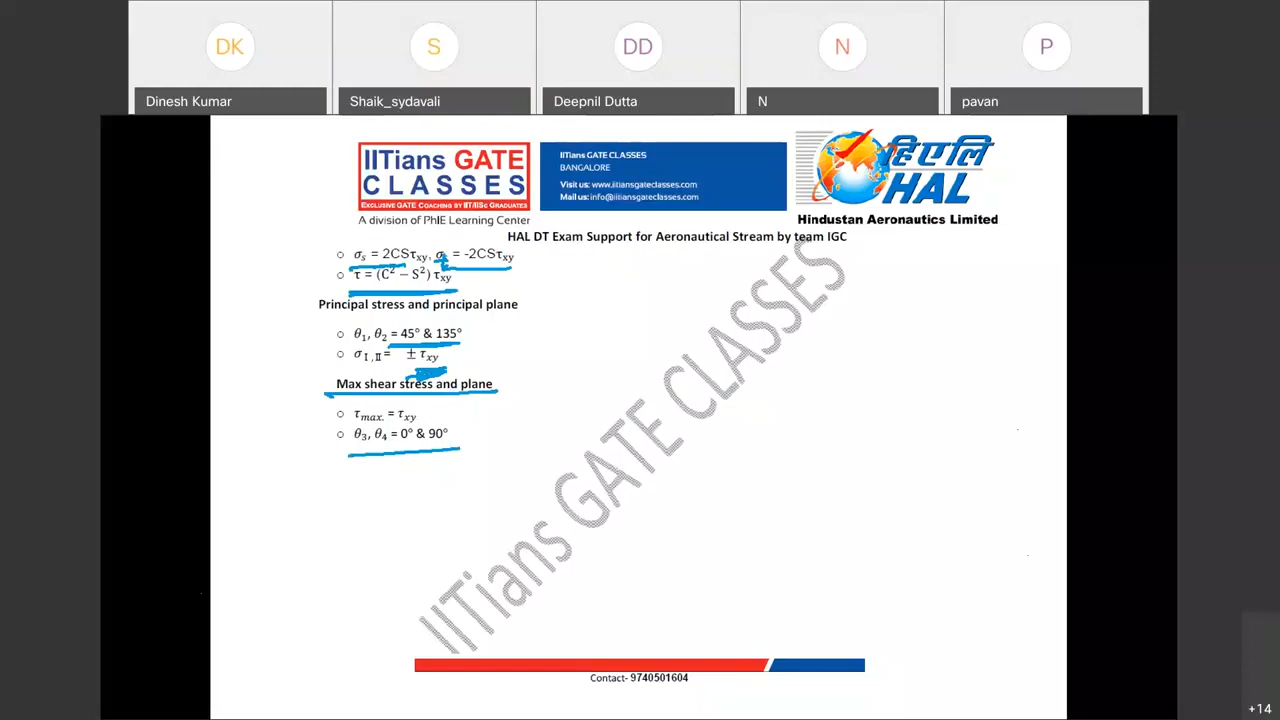 DK
S
DD
N
P
Dinesh Kumar
Shaik_sydavali
Deepnil Dutta
N
pavan
IITians GATE
CLASSES
EXCLUSIVE GATE COACHING BY IIT/IISc GRADUATES
A division of PhIE Learning Center
IITians GATE CLASSES
BANGALORE
Visit us: www.iitiansgateclasses.com
Mail us: info@iitiansgateclasses.com
हिएलि
HAL
Hindustan Aeronautics Limited
HAL DT Exam Support for Aeronautical Stream by team IGC
○ σₛ = 2CSτxy, σ = -2CSτxy
○ τ = (C² − S²) τxy
Principal stress and principal plane
○ θ₁, θ₂ = 45° & 135°
○ σ I,II = ± τxy
Max shear stress and plane
○ τmax. = τxy
○ θ₃, θ₄ = 0° & 90°
IITians GATE CLASSES
Contact- 9740501604
+14